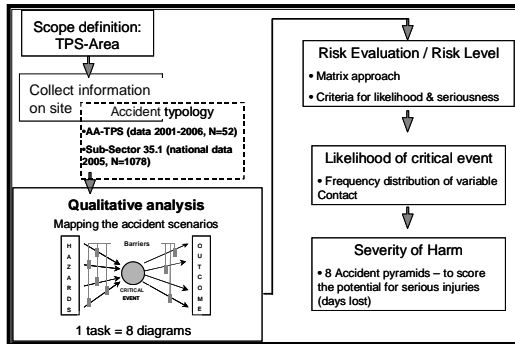 Scope definition:
TPS-Area
Collect information
on site
Accident typology
•AA-TPS (data 2001-2006, N=52)
•Sub-Sector 35.1 (national data
2005, N=1078)
Qualitative analysis
Mapping the accident scenarios
HAZARDS
Barriers
CRITICAL
EVENT
OUTCOME
1 task = 8 diagrams
Risk Evaluation / Risk Level
• Matrix approach
• Criteria for likelihood & seriousness
Likelihood of critical event
• Frequency distribution of variable
Contact
Severity of Harm
• 8 Accident pyramids – to score
the potential for serious injuries
(days lost)